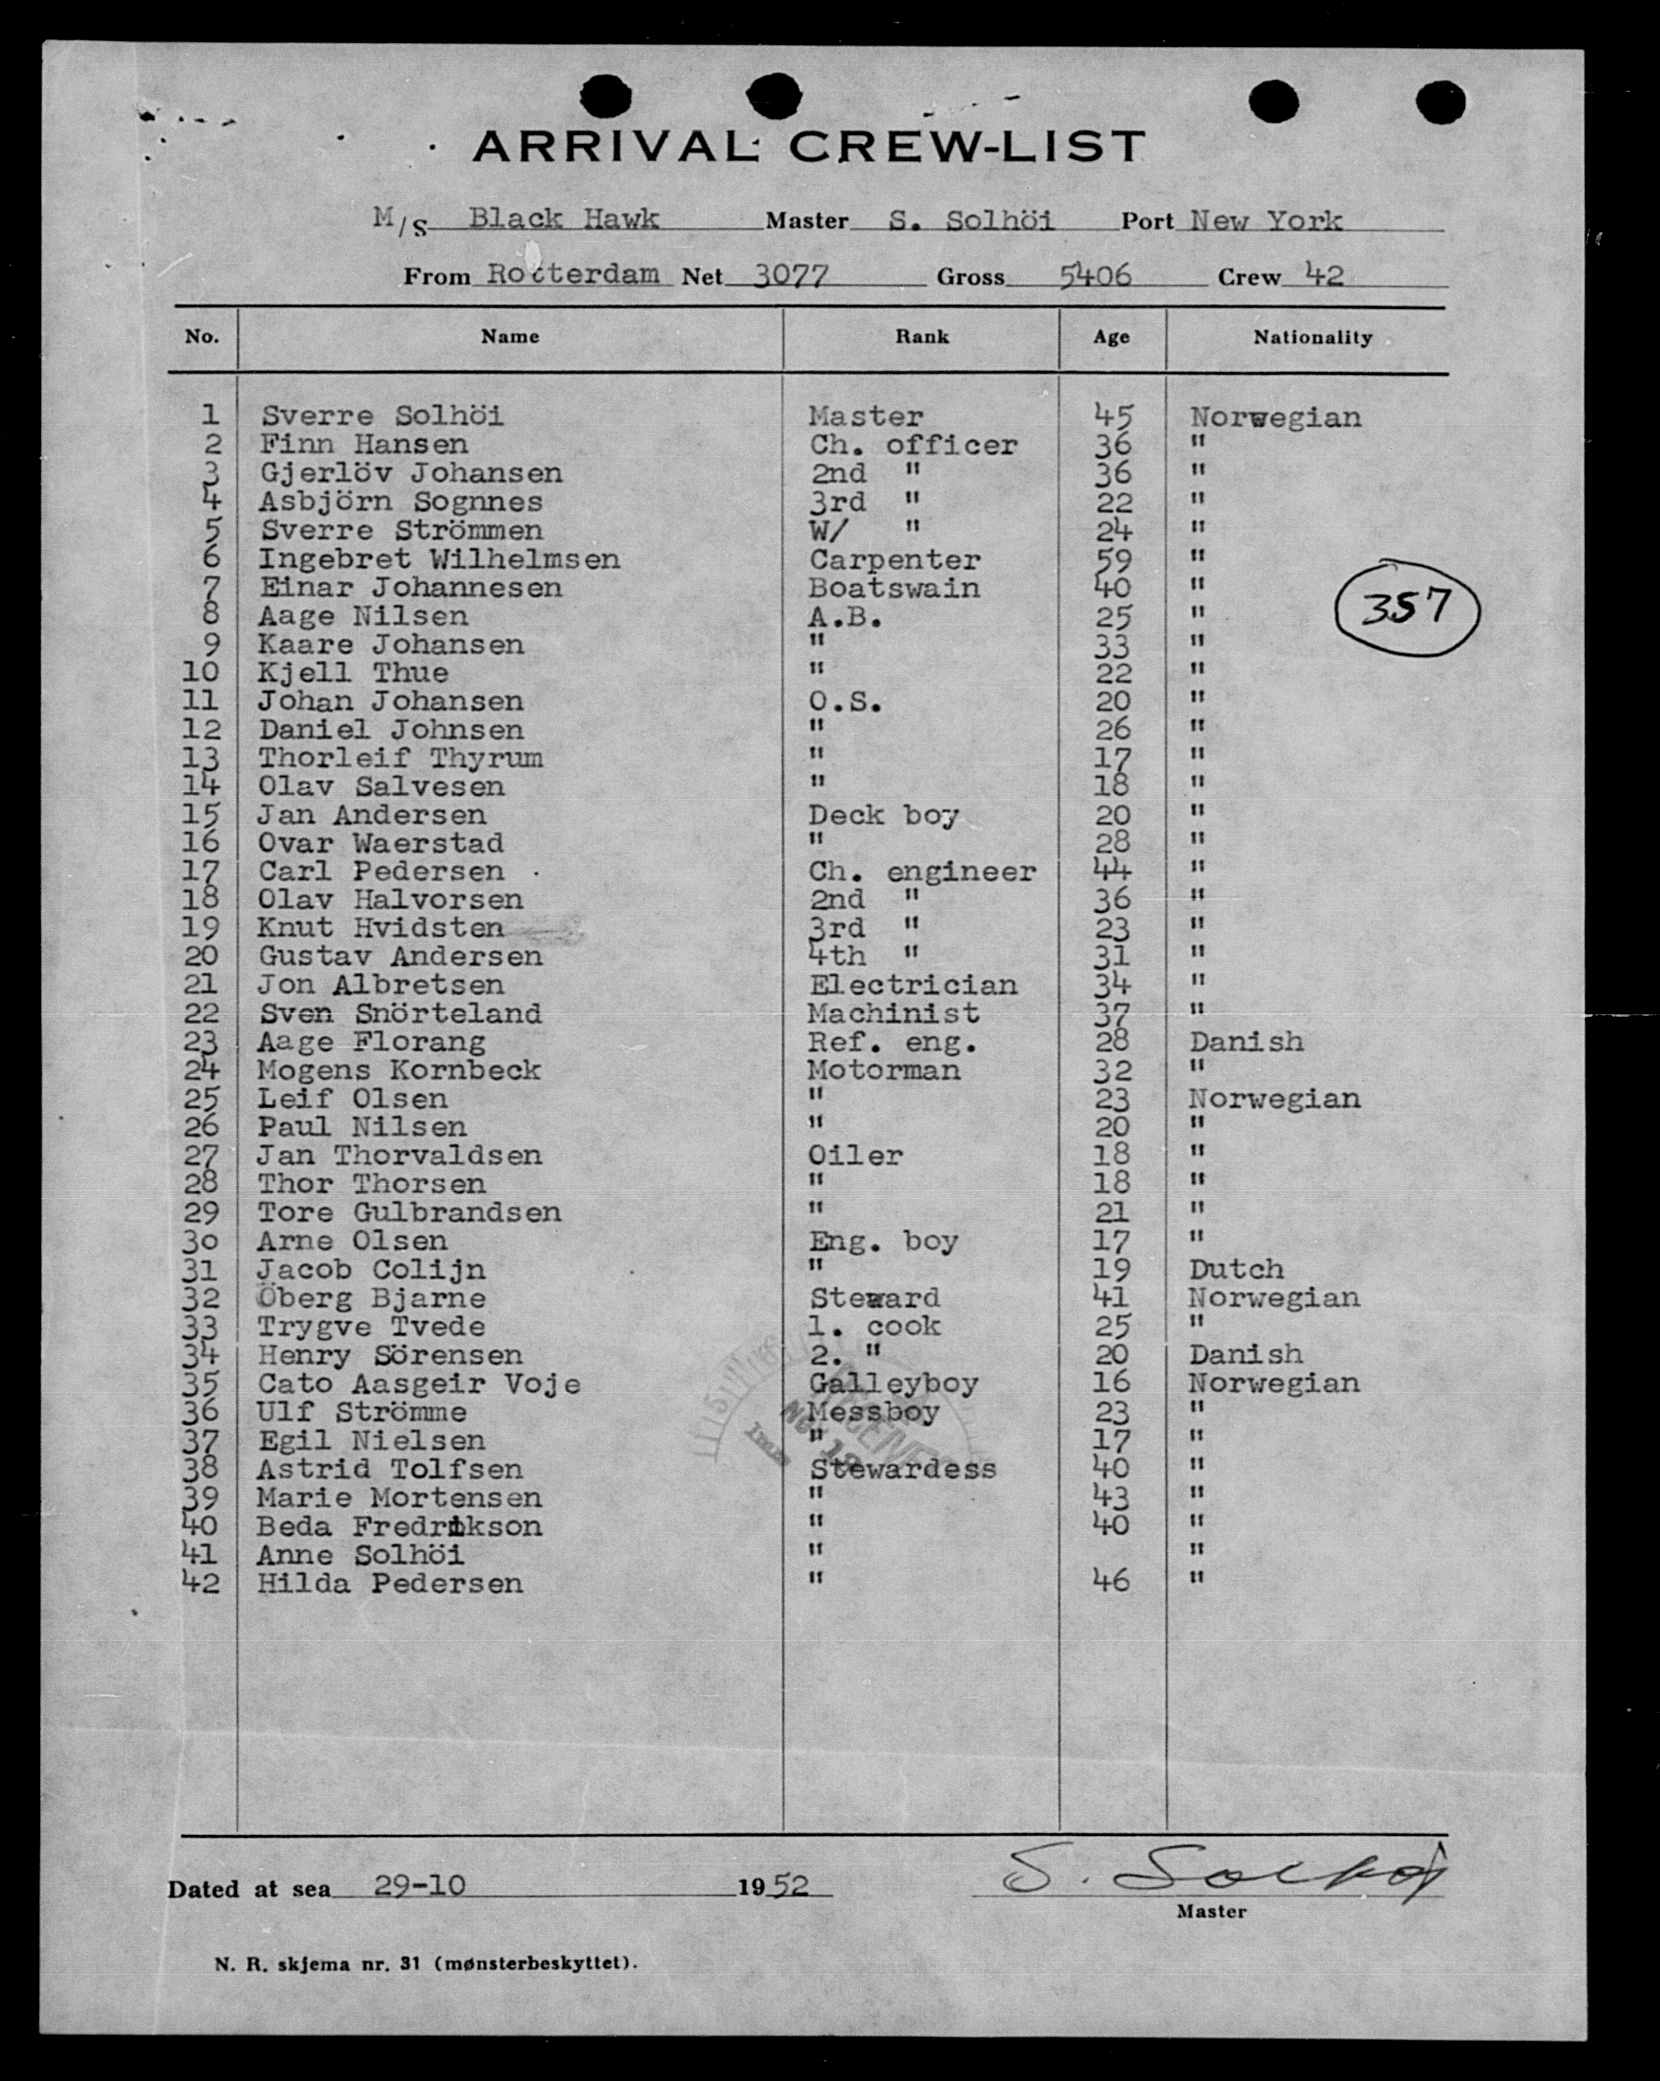 ARRIVAL CREW-LIST
M/S Black Hawk Master S. Solhöi Port New York
From Rotterdam Net 3077 Gross 5406 Crew 42
No. Name Rank Age Nationality
1 Sverre Solhöi Master 45 Norwegian
2 Finn Hansen Ch. officer 36 "
3 Gjerlöv Johansen 2nd " 36 "
4 Asbjörn Sognnes 3rd " 22 "
5 Sverre Strömmen W/ " 24 "
6 Ingebret Wilhelmsen Carpenter 59 "
7 Einar Johannesen Boatswain 40 "
357
8 Aage Nilsen A.B. 25 "
9 Kaare Johansen " 33 "
10 Kjell Thue " 22 "
11 Johan Johansen O.S. 20 "
12 Daniel Johnsen " 26 "
13 Thorleif Thyrum " 17 "
14 Olav Salvesen " 18 "
15 Jan Andersen Deck boy 20 "
16 Ovar Waerstad " 28 "
17 Carl Pedersen Ch. engineer 44 "
18 Olav Halvorsen 2nd " 36 "
19 Knut Hvidsten 3rd " 23 "
20 Gustav Andersen 4th " 31 "
21 Jon Albretsen Electrician 34 "
22 Sven Snörteland Machinist 37 "
23 Aage Florang Ref. eng. 28 Danish
24 Mogens Kornbeck Motorman 32 "
25 Leif Olsen " 23 Norwegian
26 Paul Nilsen " 20 "
27 Jan Thorvaldsen Oiler 18 "
28 Thor Thorsen " 18 "
29 Tore Gulbrandsen " 21 "
30 Arne Olsen Eng. boy 17 "
31 Jacob Colijn " 19 Dutch
32 Öberg Bjarne Steward 41 Norwegian
33 Trygve Tvede 1. cook 25 "
34 Henry Sörensen 2. " 20 Danish
35 Cato Aasgeir Voje Galleyboy 16 Norwegian
36 Ulf Strömme Messboy 23 "
37 Egil Nielsen " 17 "
38 Astrid Tolfsen Stewardess 40 "
39 Marie Mortensen " 43 "
40 Beda Fredrikson " 40 "
41 Anne Solhöi " "
42 Hilda Pedersen " 46 "
Dated at sea 29-10 1952 S. Solhöi
Master
N. R. skjema nr. 31 (mønsterbeskyttet).